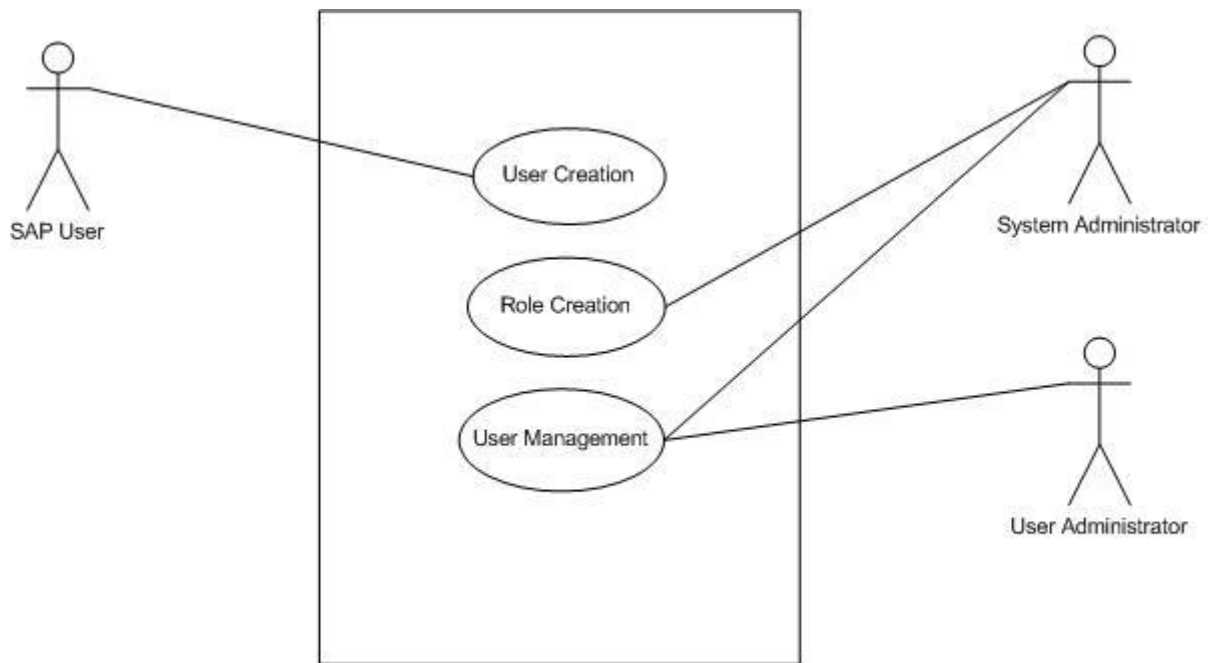 User Creation
SAP User
System Administrator
Role Creation
User Management
User Administrator